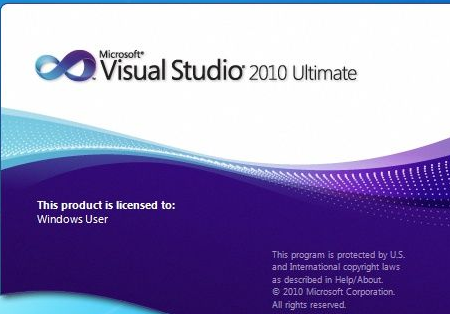 Microsoft®
Visual Studio® 2010 Ultimate
This product is licensed to:
Windows User
This program is protected by U.S.
and International copyright laws
as described in Help/About.
© 2010 Microsoft Corporation.
All rights reserved.